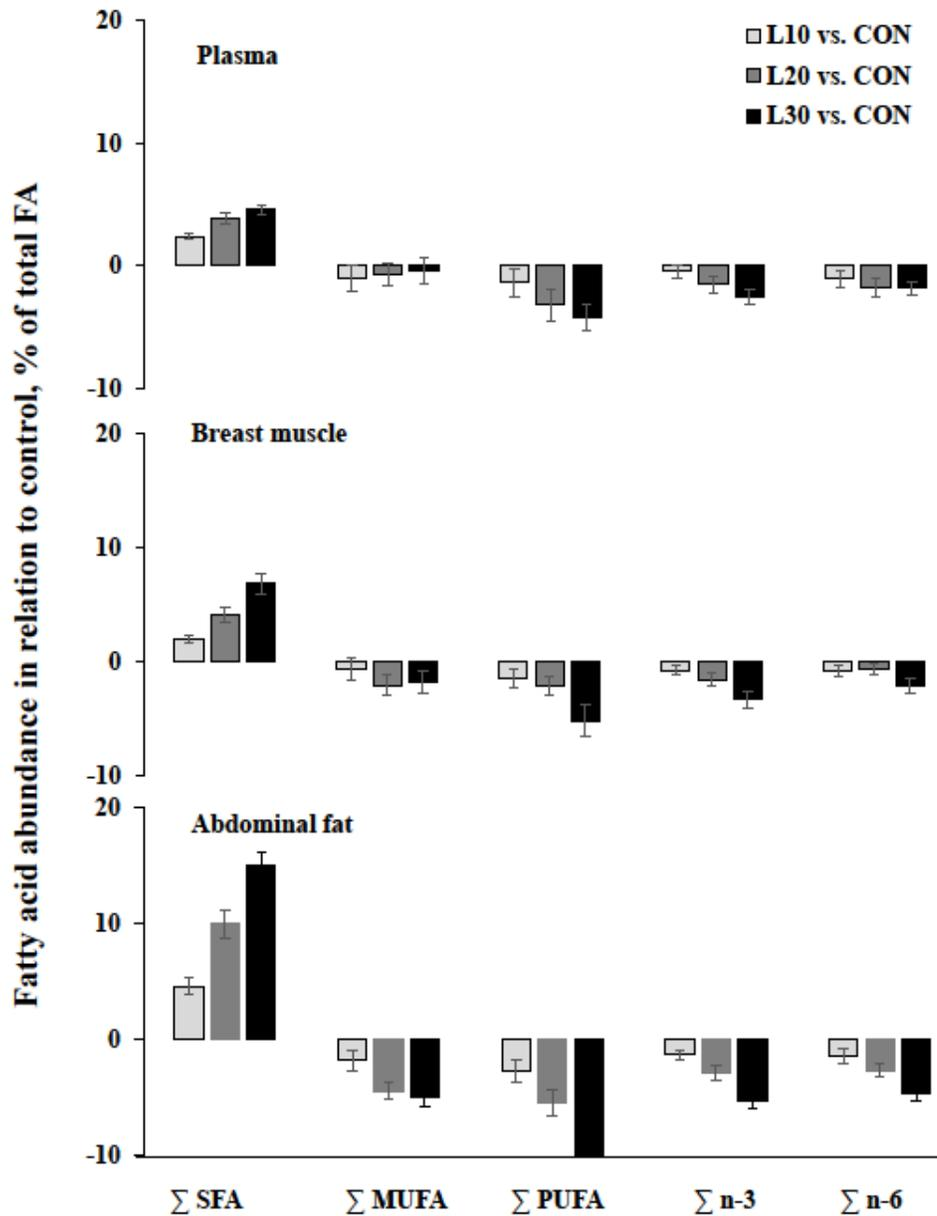 20
Plasma
L10 vs. CON
L20 vs. CON
L30 vs. CON
10
0
-10
Fatty acid abundance in relation to control, % of total FA
20
Breast muscle
10
0
-10
20
Abdominal fat
10
0
-10
∑ SFA
∑ MUFA
∑ PUFA
∑ n-3
∑ n-6